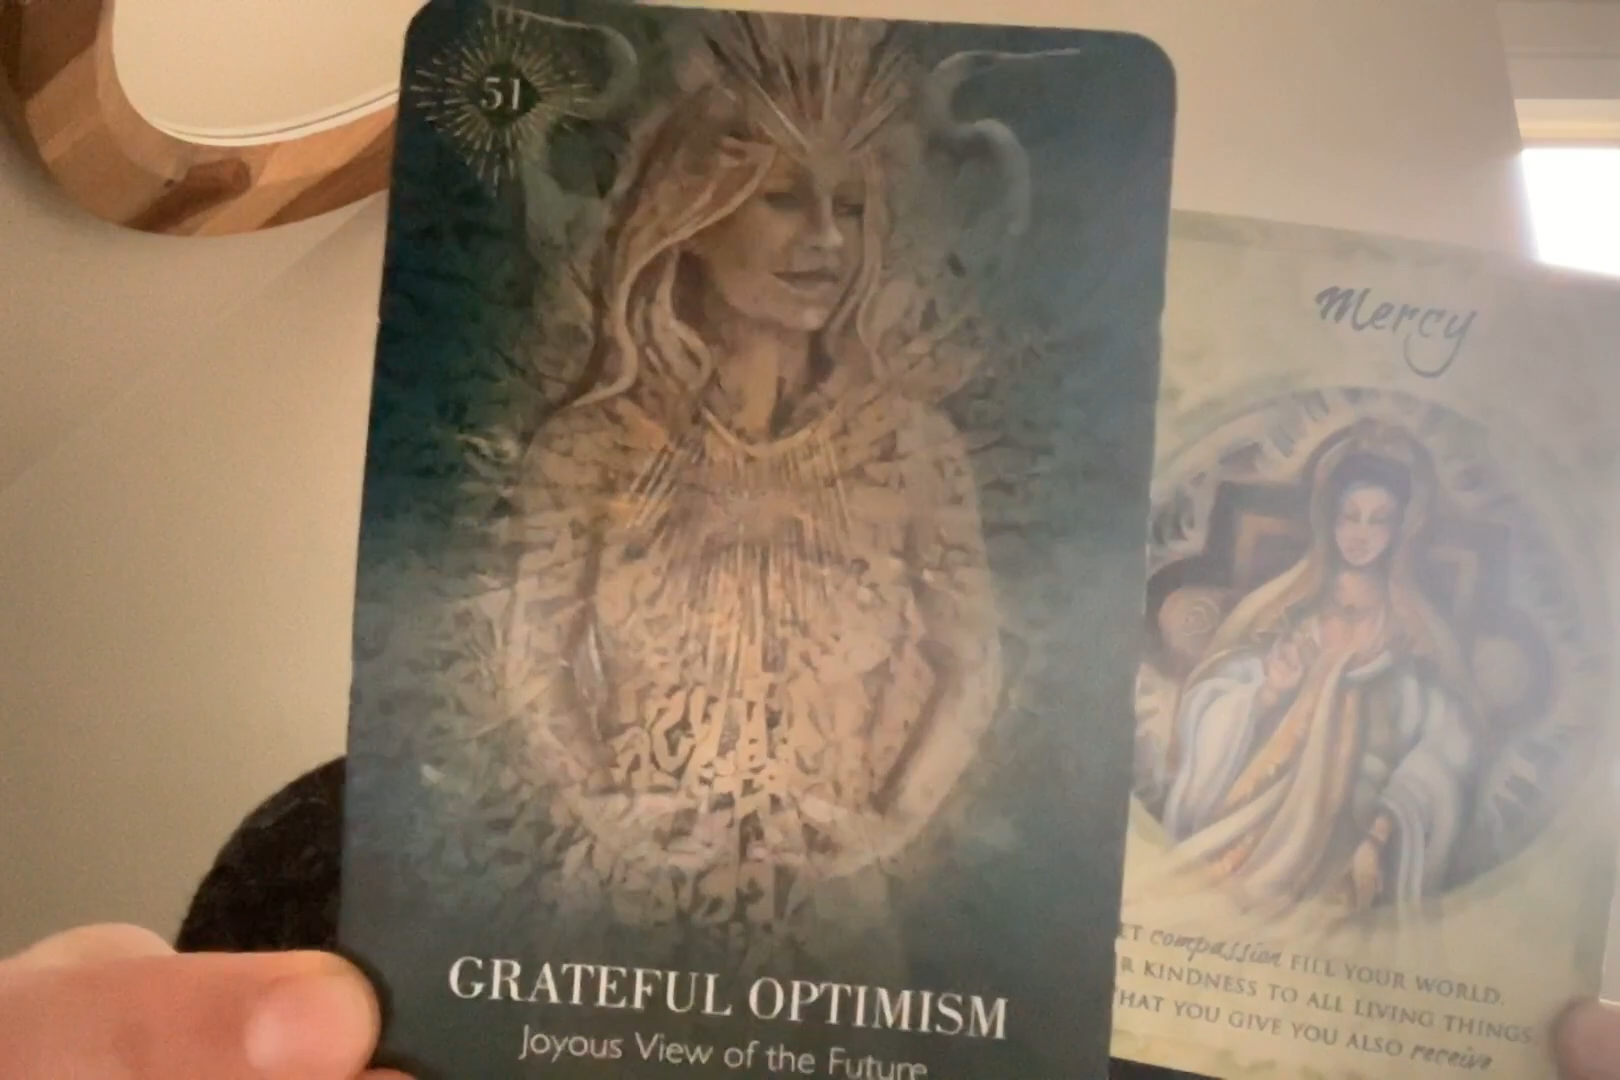 51
GRATEFUL OPTIMISM
Joyous View of the Future
Mercy
ET compassion FILL YOUR WORLD.
R KINDNESS TO ALL LIVING THINGS
HAT YOU GIVE YOU ALSO receive